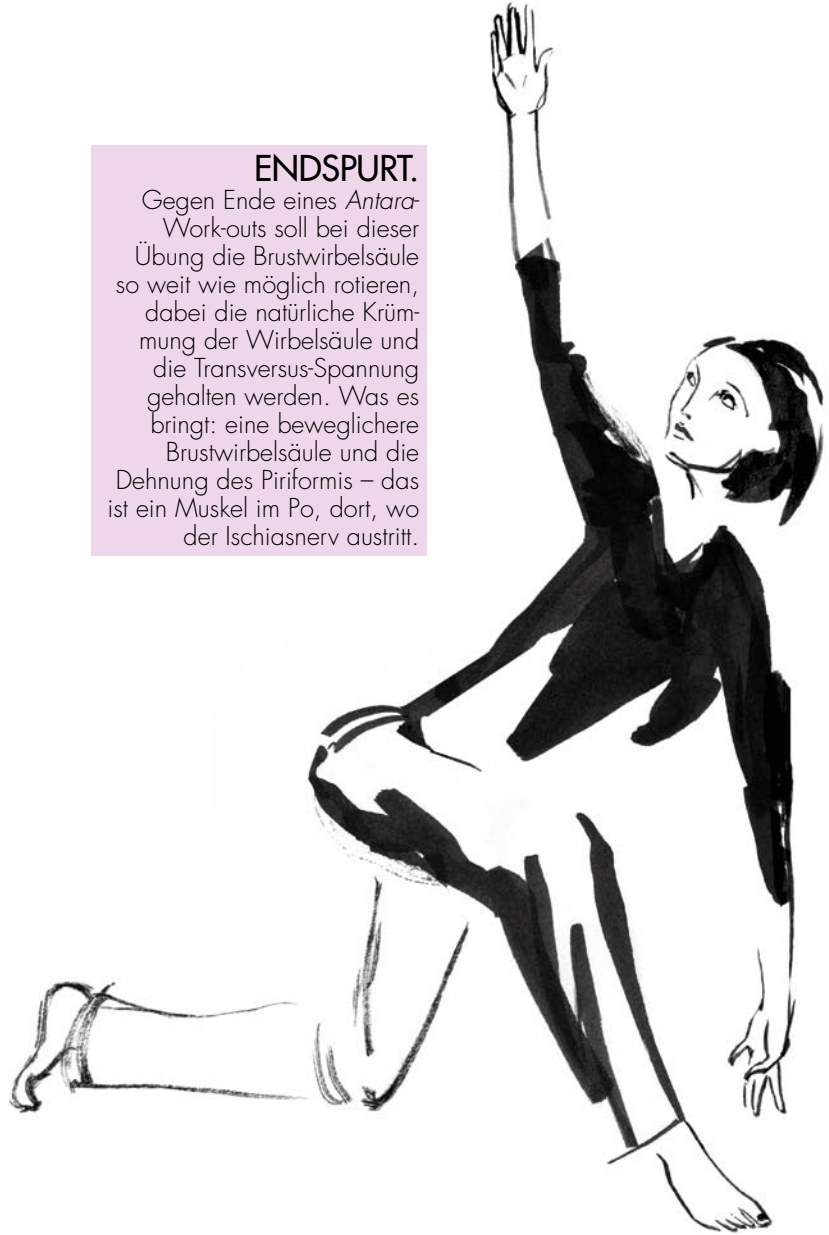 ENDSPURT.
Gegen Ende eines Antara-
Work-outs soll bei dieser
Übung die Brustwirbelsäule
so weit wie möglich rotieren,
dabei die natürliche Krüm-
mung der Wirbelsäule und
die Transversus-Spannung
gehalten werden. Was es
bringt: eine beweglichere
Brustwirbelsäule und die
Dehnung des Piriformis – das
ist ein Muskel im Po, dort, wo
der Ischiasnerv austritt.